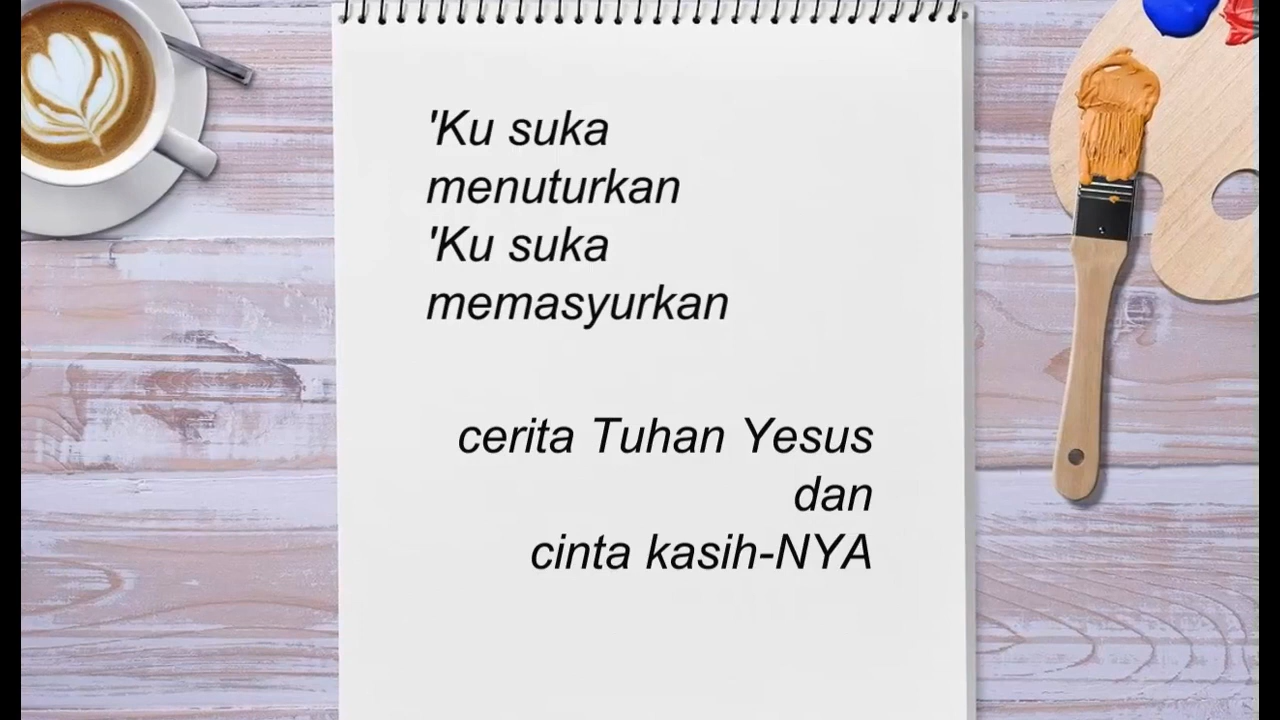 'Ku suka
menuturkan
'Ku suka
memasyurkan
cerita Tuhan Yesus
dan
cinta kasih-NYA